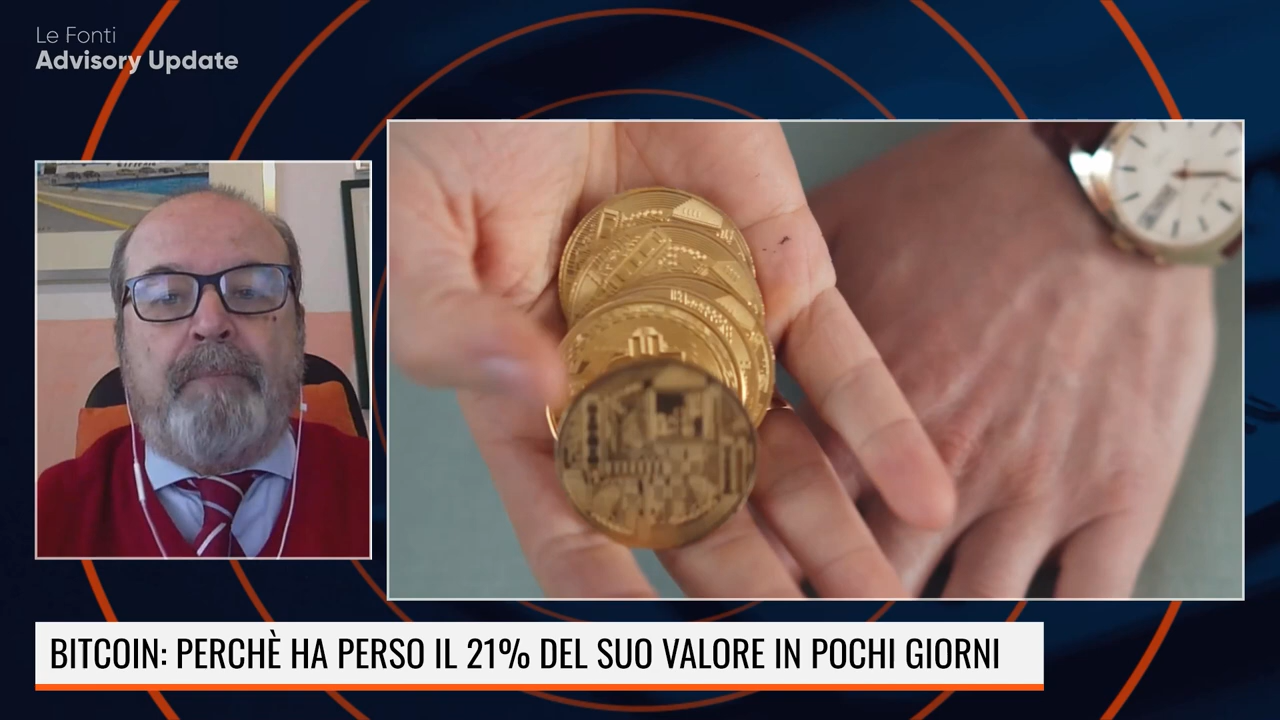 Le Fonti
Advisory Update
BITCOIN: PERCHÈ HA PERSO IL 21% DEL SUO VALORE IN POCHI GIORNI